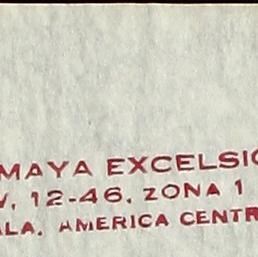 MAYA EXCELSIO
V. 12-46. ZONA 1
ALA. AMERICA CENTR